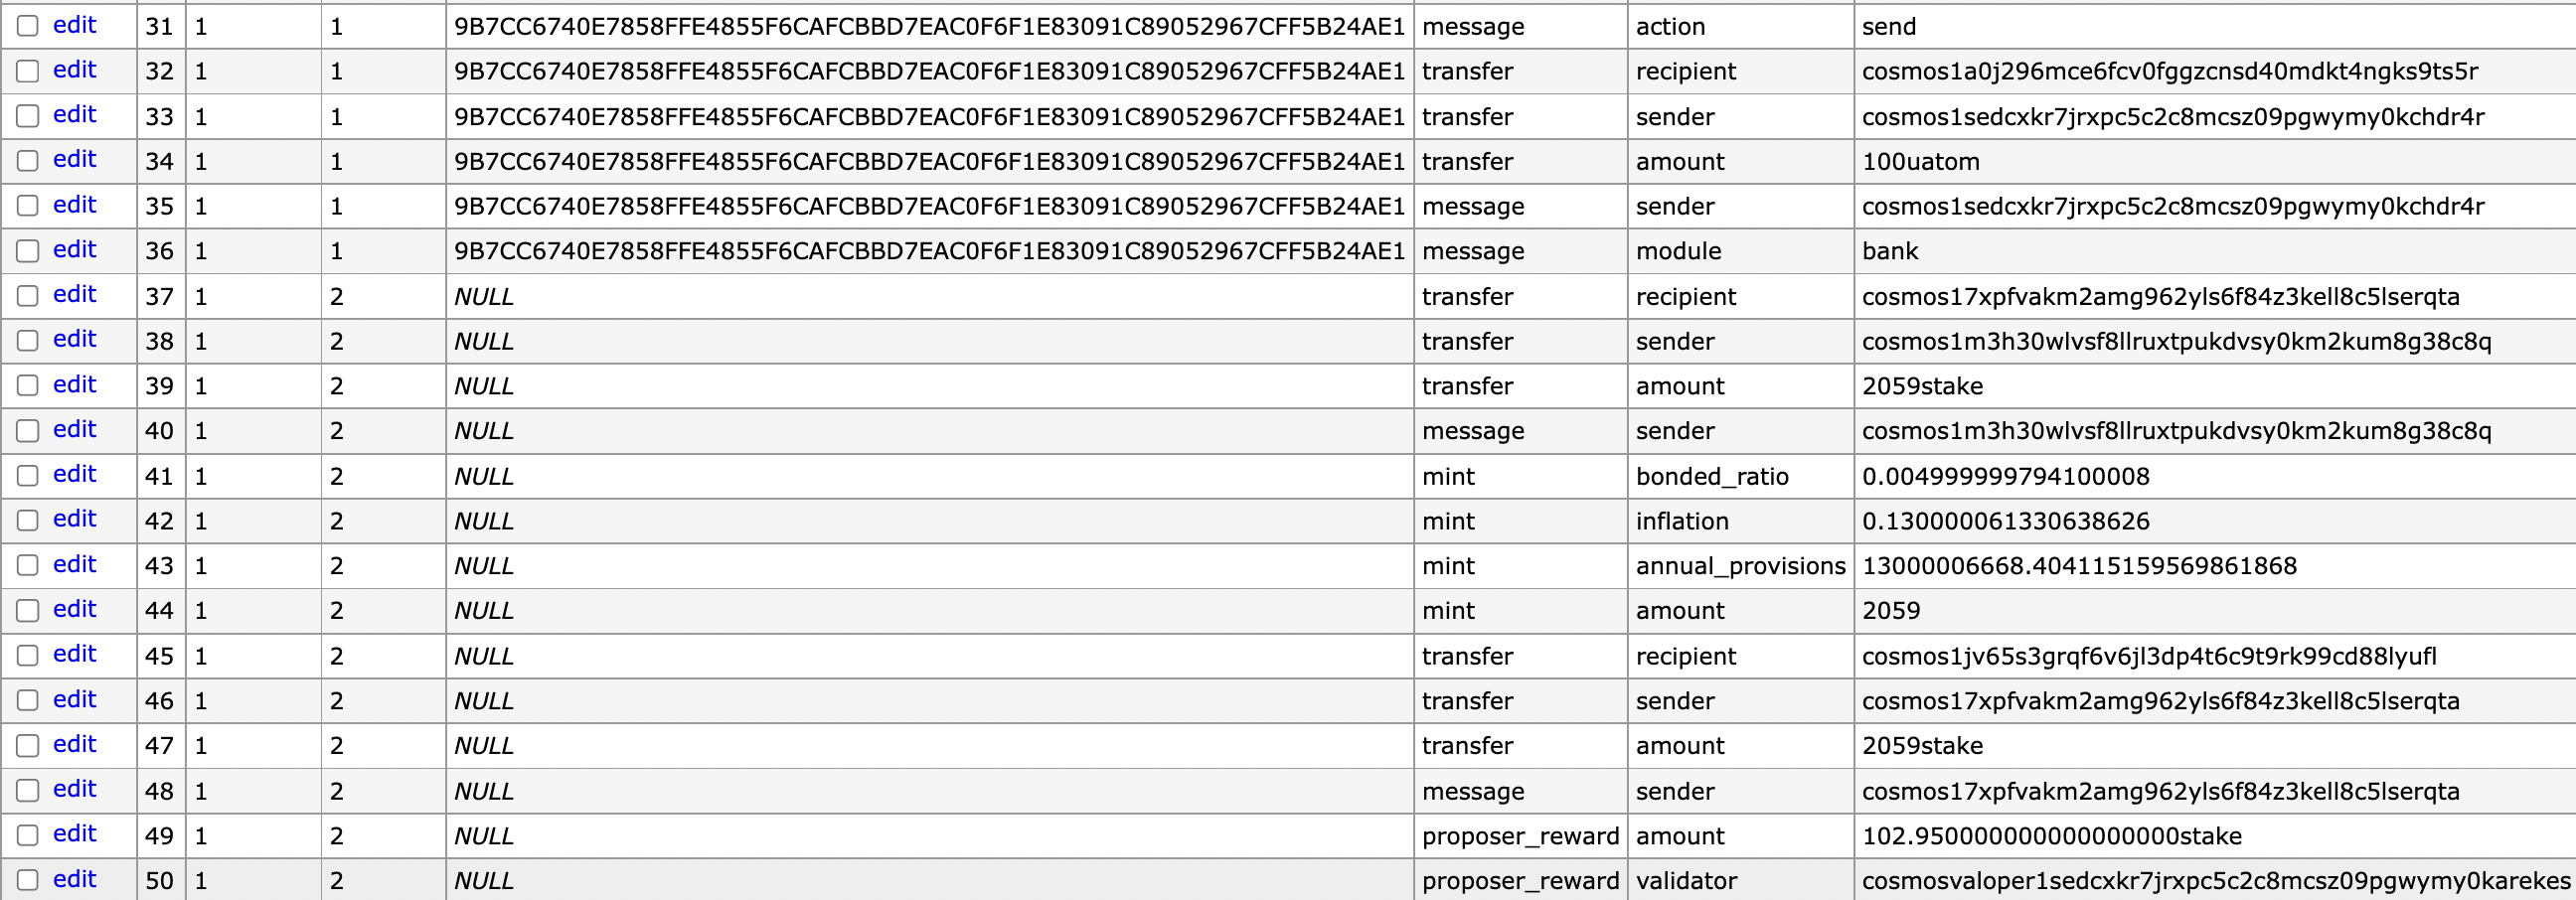 edit 31 1 1 9B7CC6740E7858FFE4855F6CAFCBBD7EAC0F6F1E83091C89052967CFF5B24AE1 message action send
edit 32 1 1 9B7CC6740E7858FFE4855F6CAFCBBD7EAC0F6F1E83091C89052967CFF5B24AE1 transfer recipient cosmos1a0j296mce6fcv0fggzcnsd40mdkt4ngks9ts5r
edit 33 1 1 9B7CC6740E7858FFE4855F6CAFCBBD7EAC0F6F1E83091C89052967CFF5B24AE1 transfer sender cosmos1sedcxkr7jrxpc5c2c8mcsz09pgwymy0kchdr4r
edit 34 1 1 9B7CC6740E7858FFE4855F6CAFCBBD7EAC0F6F1E83091C89052967CFF5B24AE1 transfer amount 100uatom
edit 35 1 1 9B7CC6740E7858FFE4855F6CAFCBBD7EAC0F6F1E83091C89052967CFF5B24AE1 message sender cosmos1sedcxkr7jrxpc5c2c8mcsz09pgwymy0kchdr4r
edit 36 1 1 9B7CC6740E7858FFE4855F6CAFCBBD7EAC0F6F1E83091C89052967CFF5B24AE1 message module bank
edit 37 1 2 NULL transfer recipient cosmos17xpfvakm2amg962yls6f84z3kell8c5lserqta
edit 38 1 2 NULL transfer sender cosmos1m3h30wlvsf8llruxtpukdvsy0km2kum8g38c8q
edit 39 1 2 NULL transfer amount 2059stake
edit 40 1 2 NULL message sender cosmos1m3h30wlvsf8llruxtpukdvsy0km2kum8g38c8q
edit 41 1 2 NULL mint bonded_ratio 0.004999999794100008
edit 42 1 2 NULL mint inflation 0.130000061330638626
edit 43 1 2 NULL mint annual_provisions 13000006668.404115159569861868
edit 44 1 2 NULL mint amount 2059
edit 45 1 2 NULL transfer recipient cosmos1jv65s3grqf6v6jl3dp4t6c9t9rk99cd88lyufl
edit 46 1 2 NULL transfer sender cosmos17xpfvakm2amg962yls6f84z3kell8c5lserqta
edit 47 1 2 NULL transfer amount 2059stake
edit 48 1 2 NULL message sender cosmos17xpfvakm2amg962yls6f84z3kell8c5lserqta
edit 49 1 2 NULL proposer_reward amount 102.950000000000000000stake
edit 50 1 2 NULL proposer_reward validator cosmosvaloper1sedcxkr7jrxpc5c2c8mcsz09pgwymy0karekes